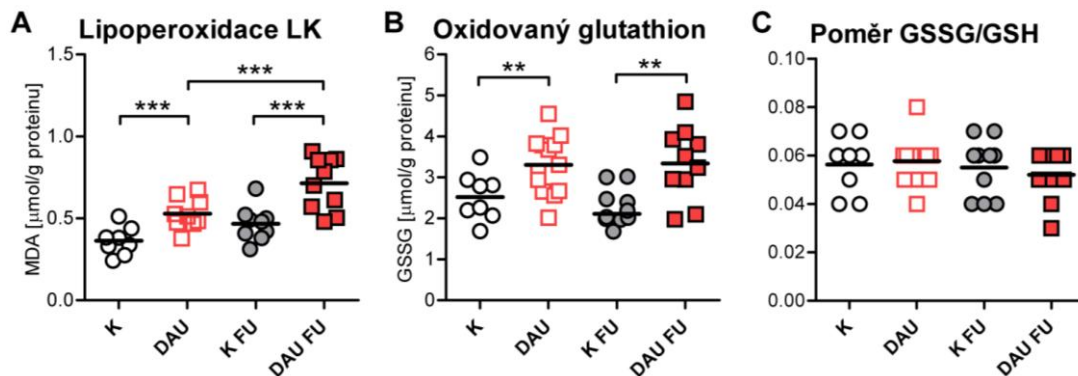 A Lipoperoxidace LK
MDA [µmol/g proteinu]
1.5
1.0
0.5
0.0
***
***
***
K
DAU
K FU
DAU FU
B Oxidovaný glutathion
GSSG [µmol/g proteinu]
6
5
4
3
2
1
0
**
**
K
DAU
K FU
DAU FU
C Poměr GSSG/GSH
0.10
0.08
0.06
0.04
0.02
0.00
K
DAU
K FU
DAU FU